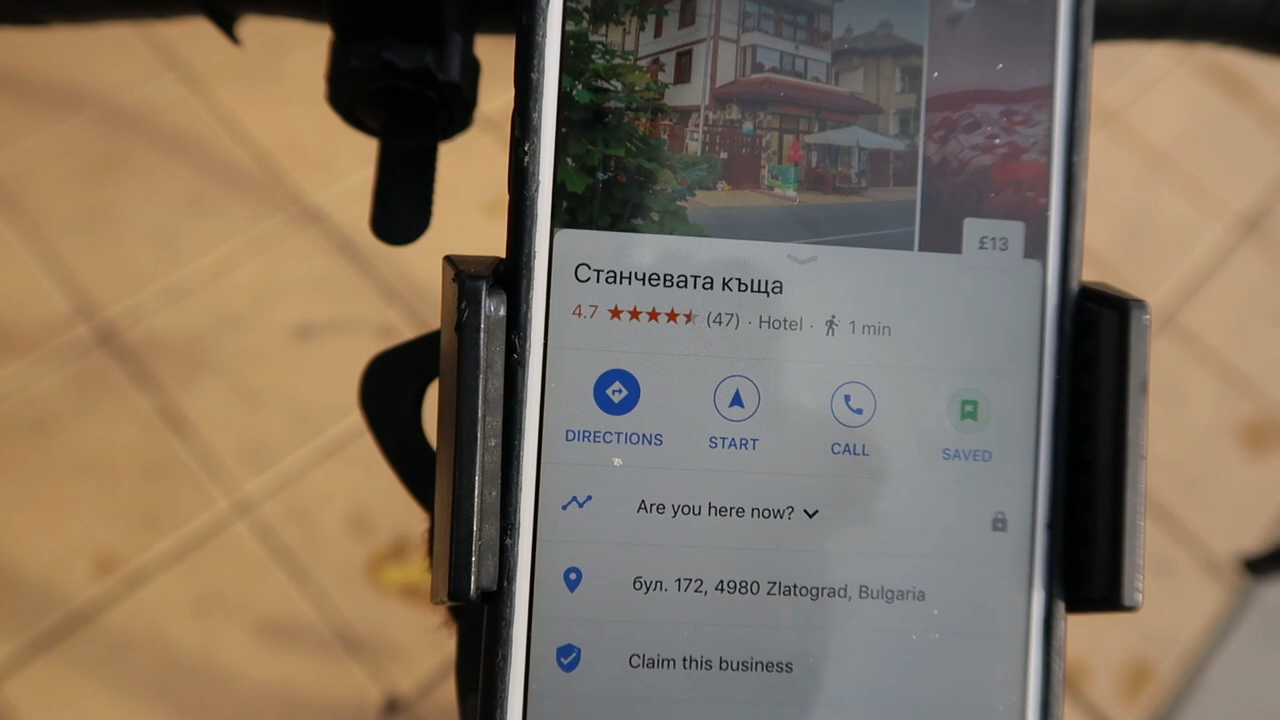 £13
Станчевата къща
4.7 (47) · Hotel · 1 min
DIRECTIONS START CALL SAVED
Are you here now?
бул. 172, 4980 Zlatograd, Bulgaria
Claim this business